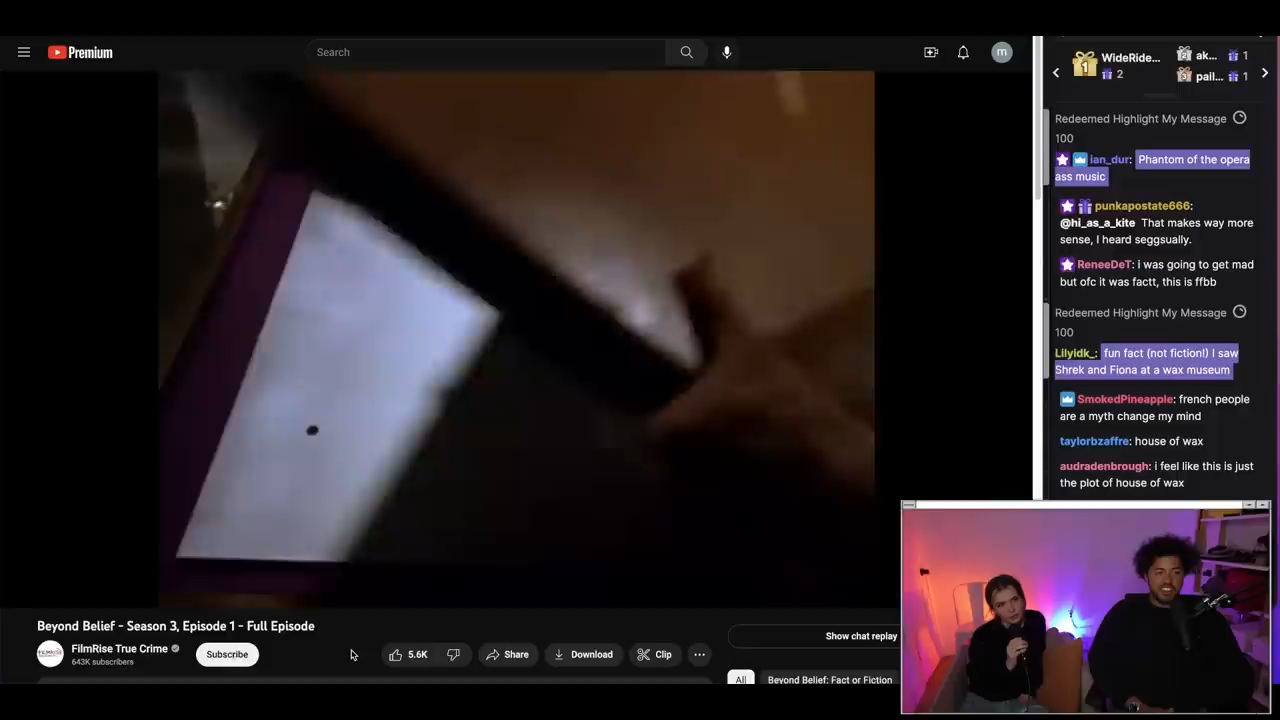 Premium
Search
m
1
WideRide...
2
2
ak...
1
3
pail...
1
Redeemed Highlight My Message
100
ian_dur: Phantom of the opera
ass music
punkapostate666:
@hi_as_a_kite That makes way more
sense, I heard seggsually.
ReneeDeT: i was going to get mad
but ofc it was factt, this is ffbb
Redeemed Highlight My Message
100
Lilyidk_: fun fact (not fiction!) I saw
Shrek and Fiona at a wax museum
SmokedPineapple: french people
are a myth change my mind
taylorbzaffre: house of wax
audradenbrough: i feel like this is just
the plot of house of wax
Beyond Belief - Season 3, Episode 1 - Full Episode
FILMRISE
FilmRise True Crime
643K subscribers
Subscribe
5.6K
Share
Download
Clip
Show chat replay
All
Beyond Belief: Fact or Fiction